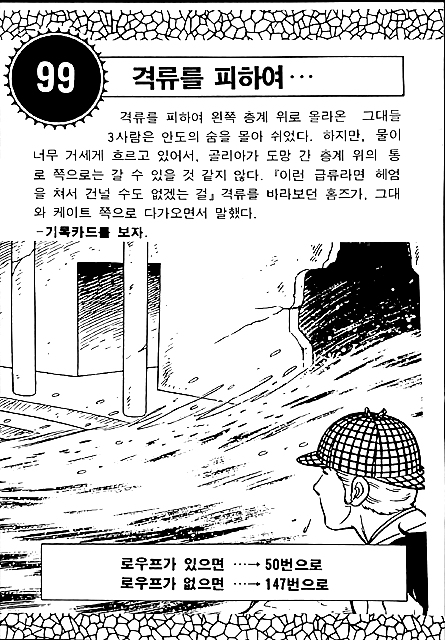 99
격류를 피하여…
격류를 피하여 왼쪽 층계 위로 올라온 그대들
3사람은 안도의 숨을 몰아 쉬었다. 하지만, 물이
너무 거세게 흐르고 있어서, 골리아가 도망 간 층계 위의 통
로 쪽으로는 갈 수 있을 것 같지 않다. 『이런 급류라면 헤엄
을 쳐서 건널 수도 없겠는 걸』 격류를 바라보던 홈즈가, 그대
와 케이트 쪽으로 다가오면서 말했다.
-기록카드를 보자.
로우프가 있으면 ····→ 50번으로
로우프가 없으면 ····→ 147번으로